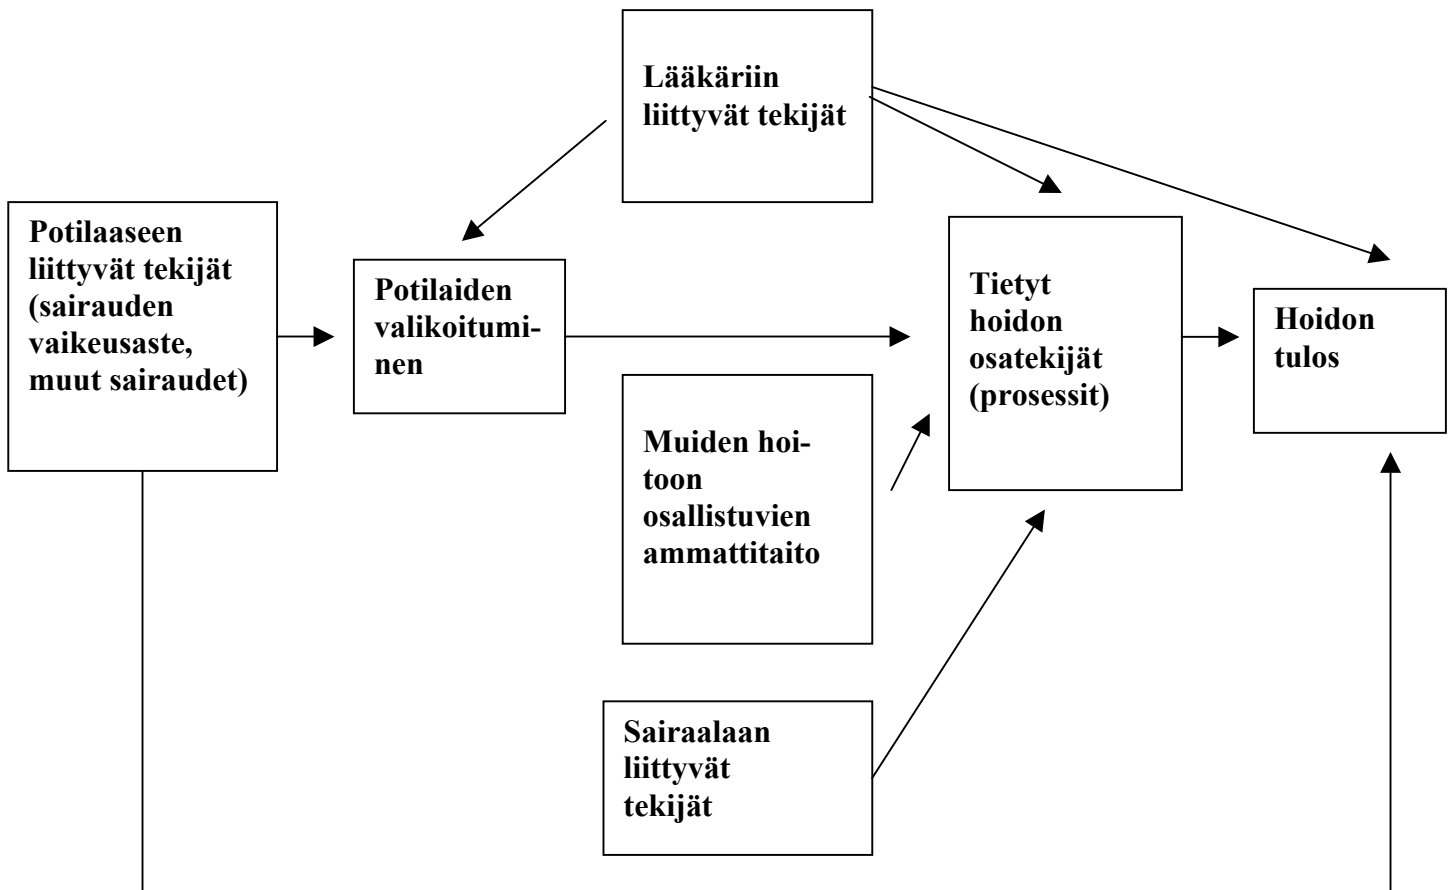 Lääkäriin
liittyvät tekijät
Potilaaseen
liittyvät tekijät
(sairauden
vaikeusaste,
muut sairaudet)
Potilaiden
valikoitumi-
nen
Muiden hoi-
toon
osallistuvien
ammattitaito
Sairaalaan
liittyvät
tekijät
Tietyt
hoidon
osatekijät
(prosessit)
Hoidon
tulos